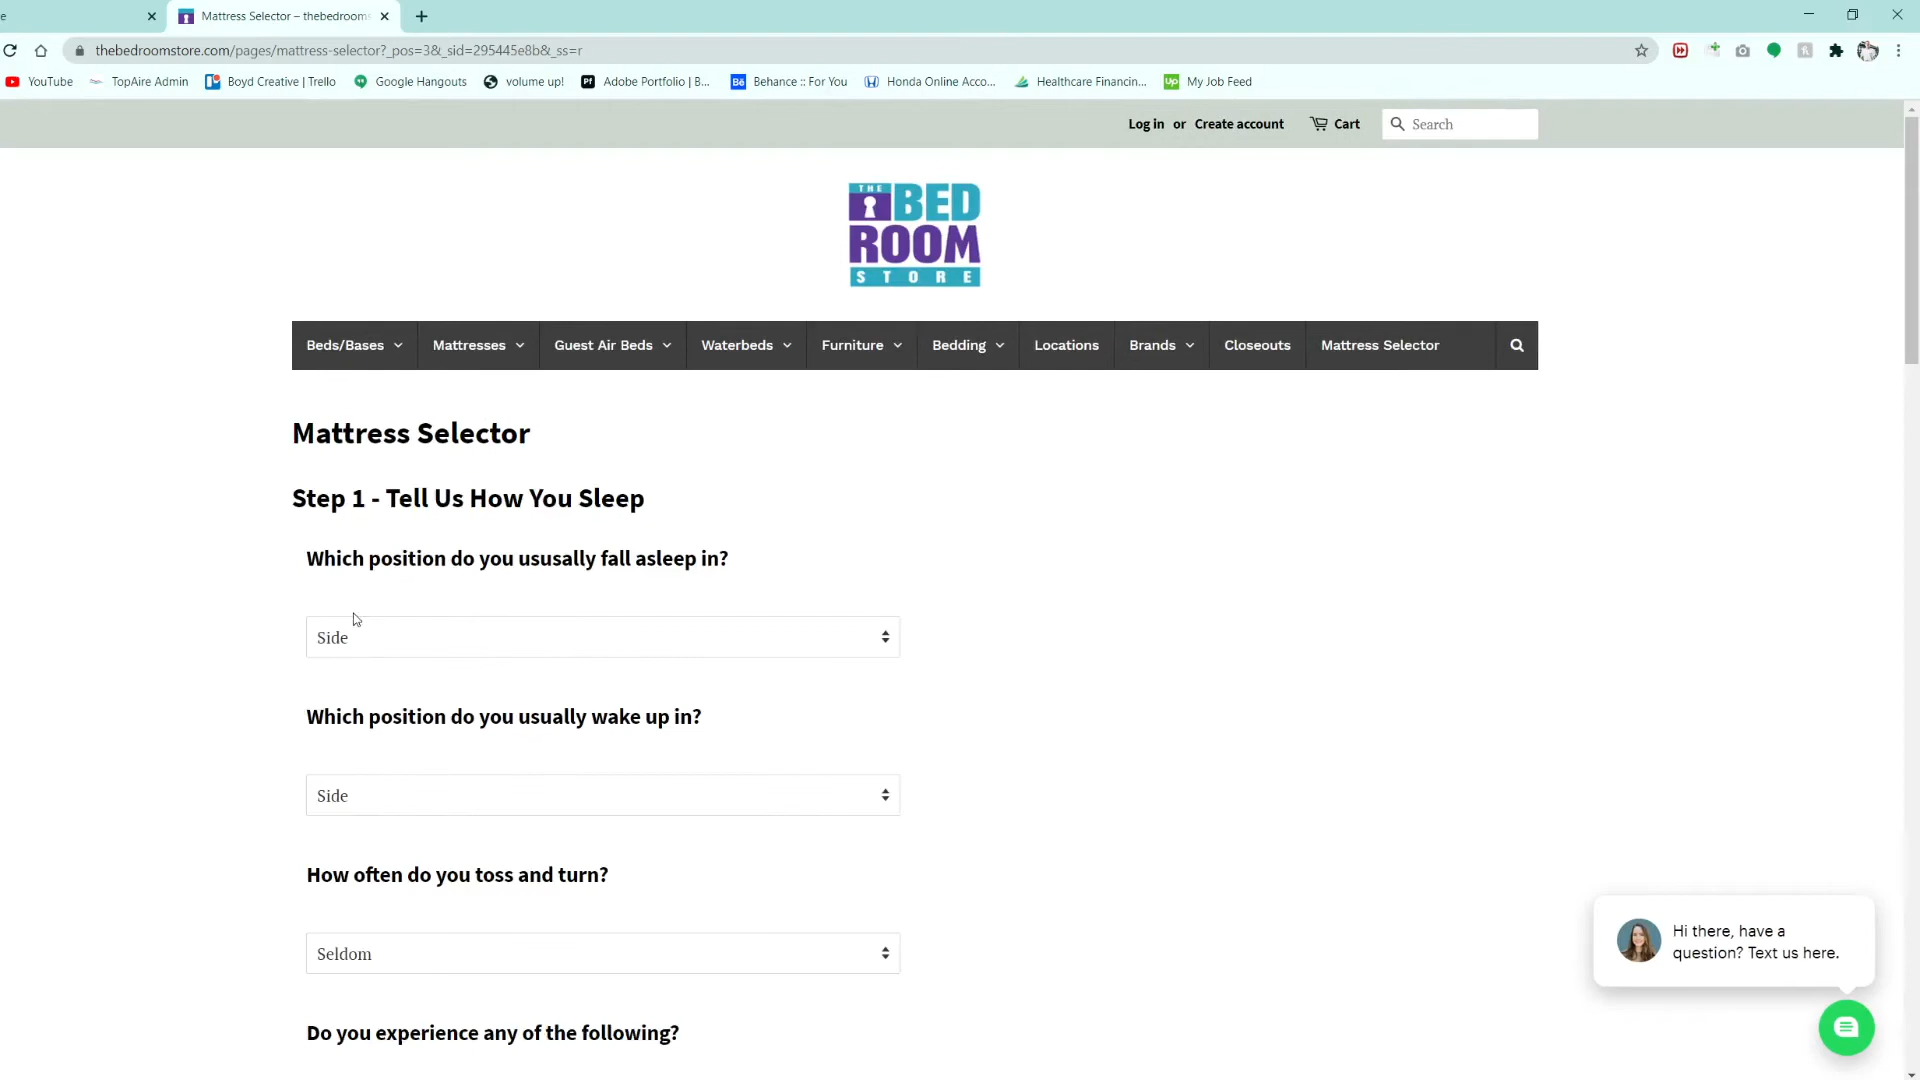 e
Mattress Selector – thebedrooms
thebedroomstore.com/pages/mattress-selector?_pos=3&_sid=295445e8b&_ss=r
YouTube TopAire Admin Boyd Creative | Trello Google Hangouts volume up! Adobe Portfolio | B... Behance :: For You Honda Online Acco... Healthcare Financin... My Job Feed
Log in or Create account Cart Search
THE
BED
ROOM
STORE
Beds/Bases Mattresses Guest Air Beds Waterbeds Furniture Bedding Locations Brands Closeouts Mattress Selector
Mattress Selector
Step 1 - Tell Us How You Sleep
Which position do you ususally fall asleep in?
Side
Which position do you usually wake up in?
Side
How often do you toss and turn?
Seldom
Do you experience any of the following?
Hi there, have a
question? Text us here.